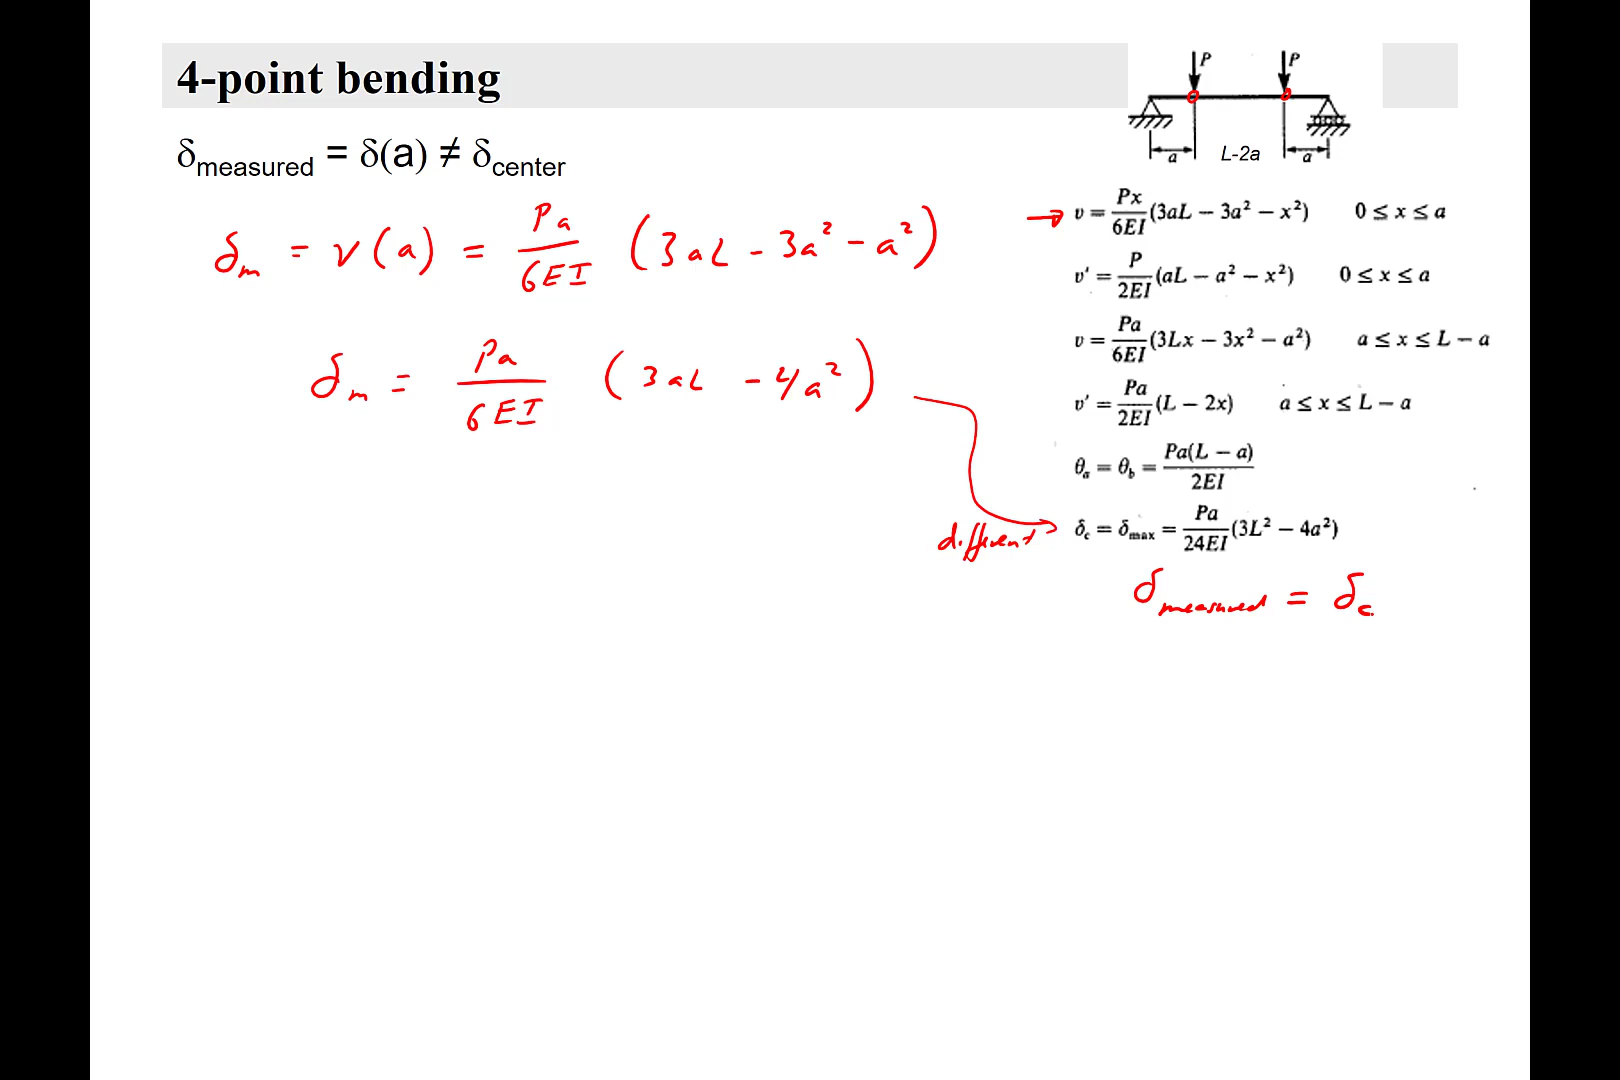 4-point bending
P P
a L-2a a
δmeasured = δ(a) ≠ δcenter
δm = v(a) = Pa/6EI (3aL - 3a² - a²)
δm = Pa/6EI (3aL - 4a²)
different
→ v = Px/6EI (3aL − 3a² − x²) 0 ≤ x ≤ a
v' = P/2EI (aL − a² − x²) 0 ≤ x ≤ a
v = Pa/6EI (3Lx − 3x² − a²) a ≤ x ≤ L − a
v' = Pa/2EI (L − 2x) a ≤ x ≤ L − a
θa = θb = Pa(L − a)/2EI
δc = δmax = Pa/24EI (3L² − 4a²)
δmeasured = δc